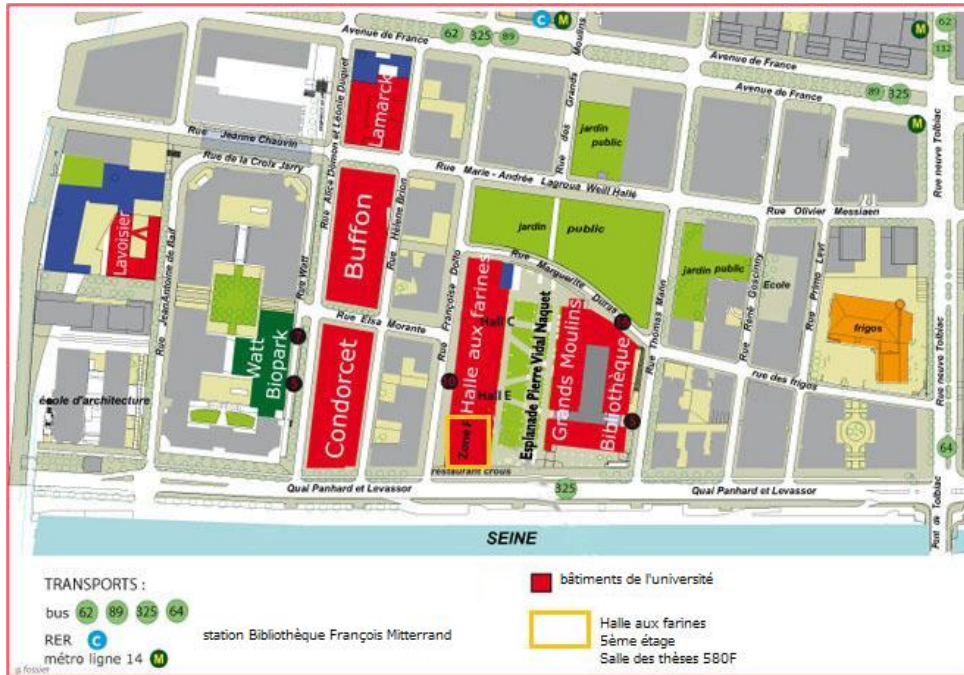 Avenue de France
62 325 89
C M
Moulins
62
M
132
Avenue de France
Avenue de France
89 325
M
Rue Jeanne Chauvin
Rue de la Croix Jarry
Rue Alice Domon et Léonie Duquet
Lamarck
Rue des Grands
jardin
public
Rue neuve Tolbiac
Rue Marie - Andrée Lagroua Weill Hallé
Rue Olivier Messiaen
Lavoisier
Rue Jean Antoine de Baïf
Rue Watt
Buffon
Rue Hélène Brion
Rue Françoise Dolto
jardin
public
Rue Marguerite Duras
Rue Thomas Mann
jardin public
Rue René Goscinny
Ecole
Rue Primo Levi
frigos
Rue neuve Tolbiac
Rue Elsa Morante
rue des frigos
Watt
Biopark
Condorcet
Halle aux farines
Hall C
Hall E
Zone F
Esplanade Pierre Vidal Naquet
Grands Moulins
Bibliothèque
école d'architecture
restaurant crous
64
Quai Panhard et Levassor
325
Quai Panhard et Levassor
Pont de Tolbiac
SEINE
TRANSPORTS :
bus 62 89 325 64
RER C
station Bibliothèque François Mitterrand
métro ligne 14 M
bâtiments de l'université
Halle aux farines
5ème étage
Salle des thèses 580F
g.fossier